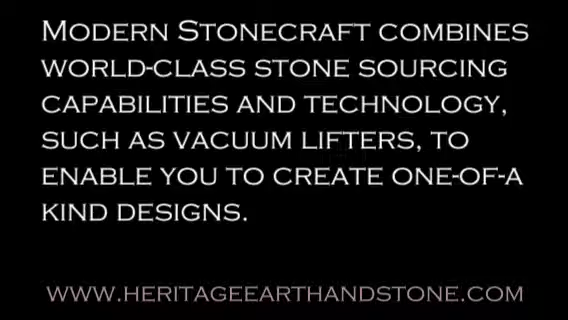 Modern Stonecraft combines
world-class stone sourcing
capabilities and technology,
such as vacuum lifters, to
enable you to create one-of-a
kind designs.
www.heritageearthandstone.com